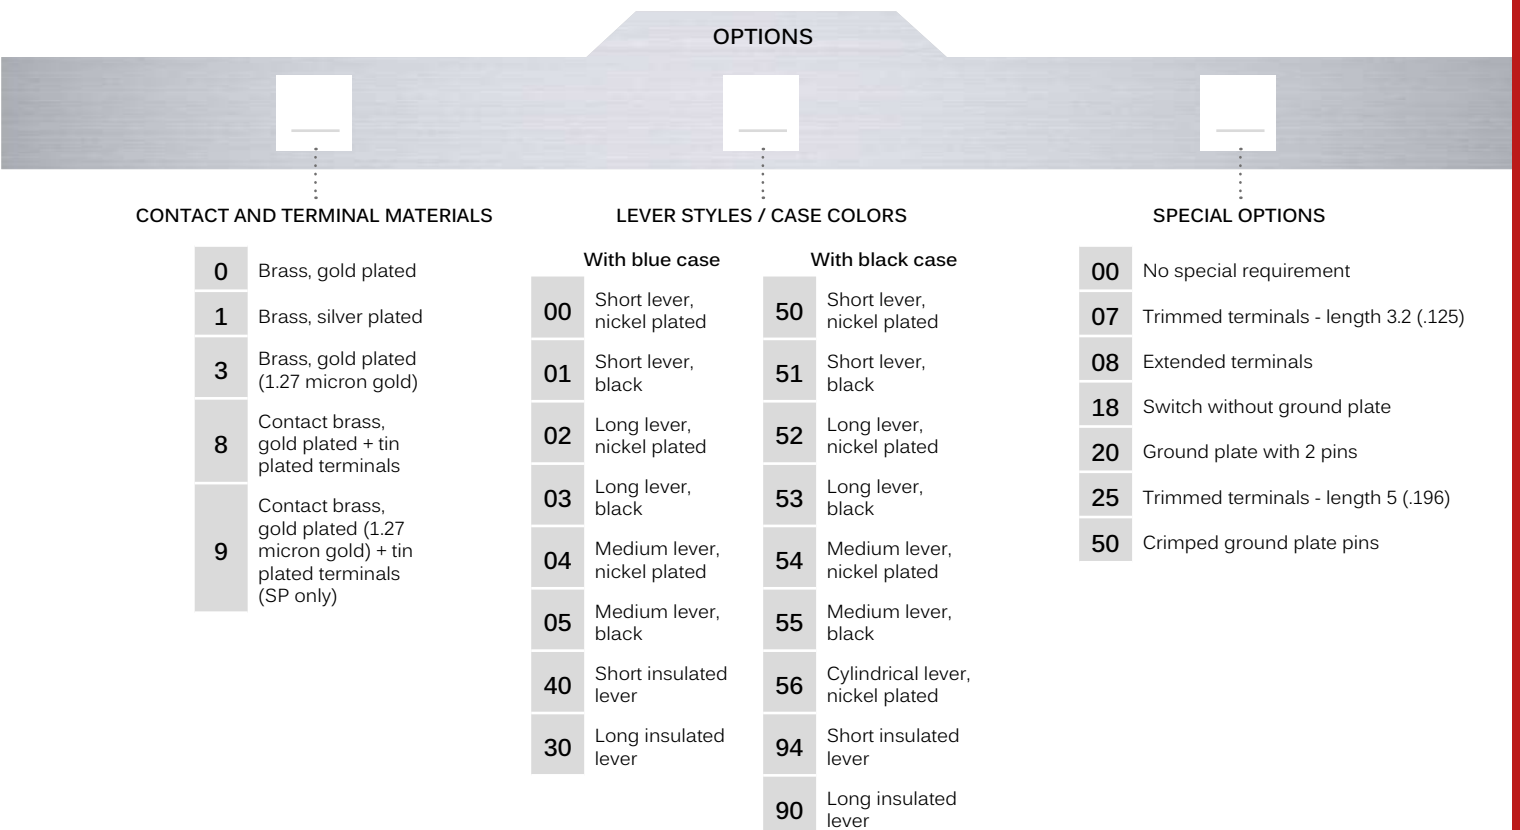 OPTIONS
CONTACT AND TERMINAL MATERIALS
0 Brass, gold plated
1 Brass, silver plated
3 Brass, gold plated
(1.27 micron gold)
8 Contact brass,
gold plated + tin
plated terminals
9 Contact brass,
gold plated (1.27
micron gold) + tin
plated terminals
(SP only)
LEVER STYLES / CASE COLORS
With blue case
00 Short lever,
nickel plated
01 Short lever,
black
02 Long lever,
nickel plated
03 Long lever,
black
04 Medium lever,
nickel plated
05 Medium lever,
black
40 Short insulated
lever
30 Long insulated
lever
With black case
50 Short lever,
nickel plated
51 Short lever,
black
52 Long lever,
nickel plated
53 Long lever,
black
54 Medium lever,
nickel plated
55 Medium lever,
black
56 Cylindrical lever,
nickel plated
94 Short insulated
lever
90 Long insulated
lever
SPECIAL OPTIONS
00 No special requirement
07 Trimmed terminals - length 3.2 (.125)
08 Extended terminals
18 Switch without ground plate
20 Ground plate with 2 pins
25 Trimmed terminals - length 5 (.196)
50 Crimped ground plate pins